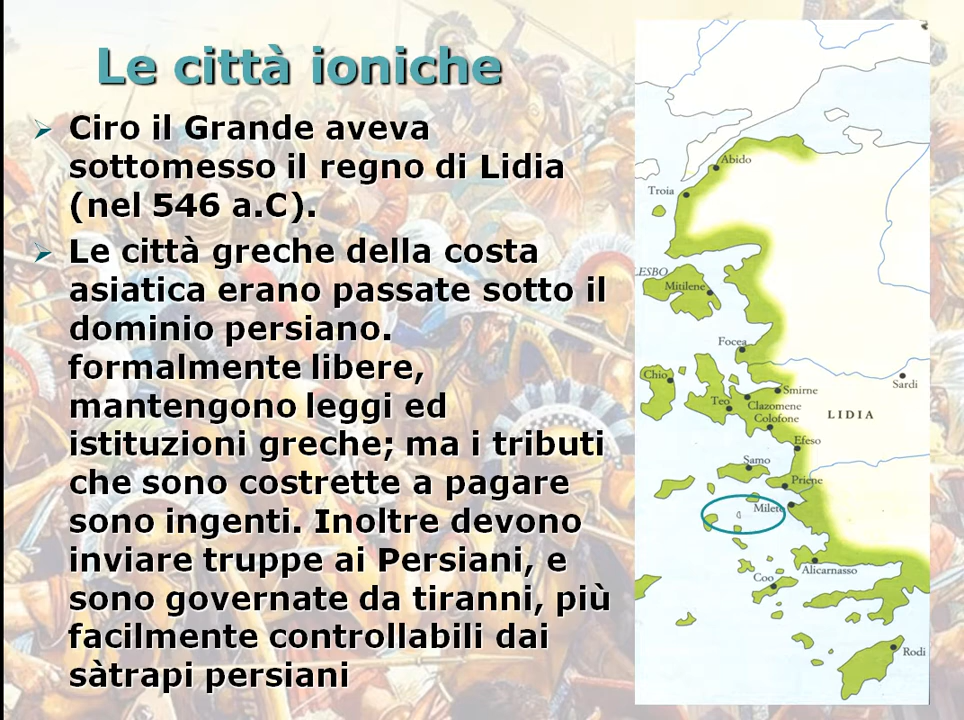 Le città ioniche
Ciro il Grande aveva
sottomesso il regno di Lidia
(nel 546 a.C).
Le città greche della costa
asiatica erano passate sotto il
dominio persiano.
formalmente libere,
mantengono leggi ed
istituzioni greche; ma i tributi
che sono costrette a pagare
sono ingenti. Inoltre devono
inviare truppe ai Persiani, e
sono governate da tiranni, più
facilmente controllabili dai
sàtrapi persiani
Abido
Troia
LESBO
Mitilene
Focea
Chio
Smirne
Sardi
Teo
Clazomene
LIDIA
Colofone
Efeso
Samo
Priene
Mileto
Alicarnasso
Coo
Rodi